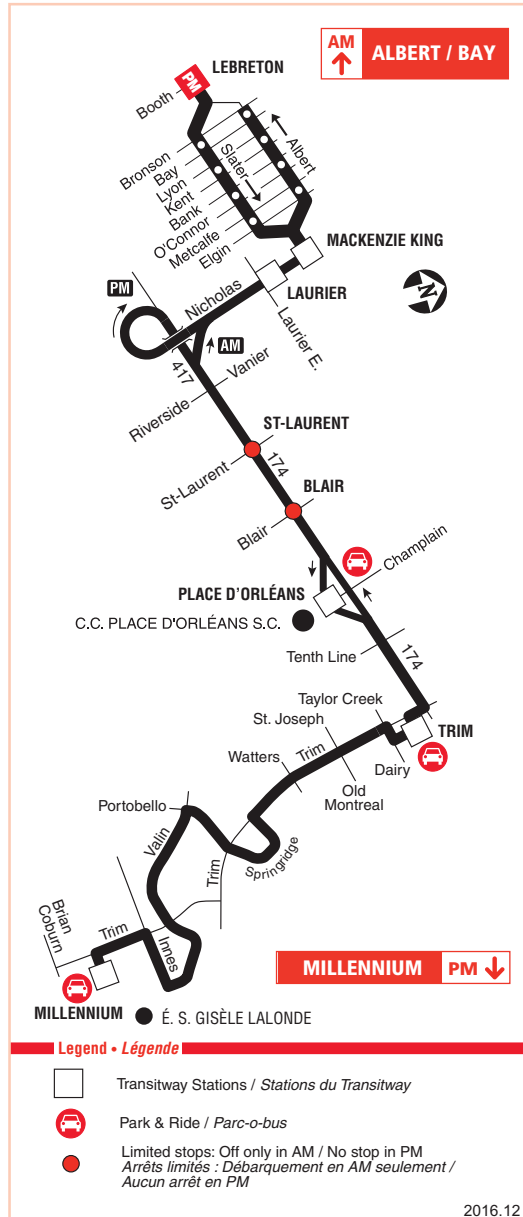 AM
ALBERT / BAY
LEBRETON
PM
Booth
Bronson
Bay
Lyon
Kent
Bank
O'Connor
Metcalfe
Elgin
Slater
Albert
MACKENZIE KING
N
PM
Nicholas
LAURIER
Laurier E.
AM
417
Vanier
Riverside
ST-LAURENT
St-Laurent
174
BLAIR
Blair
Champlain
PLACE D'ORLÉANS
C.C. PLACE D'ORLÉANS S.C.
Tenth Line
174
Taylor Creek
St. Joseph
TRIM
Watters
Trim
Dairy
Old
Montreal
Portobello
Valin
Trim
Springridge
Brian
Coburn
Trim
Innes
MILLENNIUM PM
MILLENNIUM
É. S. GISÈLE LALONDE
Legend • Légende
Transitway Stations / Stations du Transitway
Park & Ride / Parc-o-bus
Limited stops: Off only in AM / No stop in PM
Arrêts limités : Débarquement en AM seulement /
Aucun arrêt en PM
2016.12